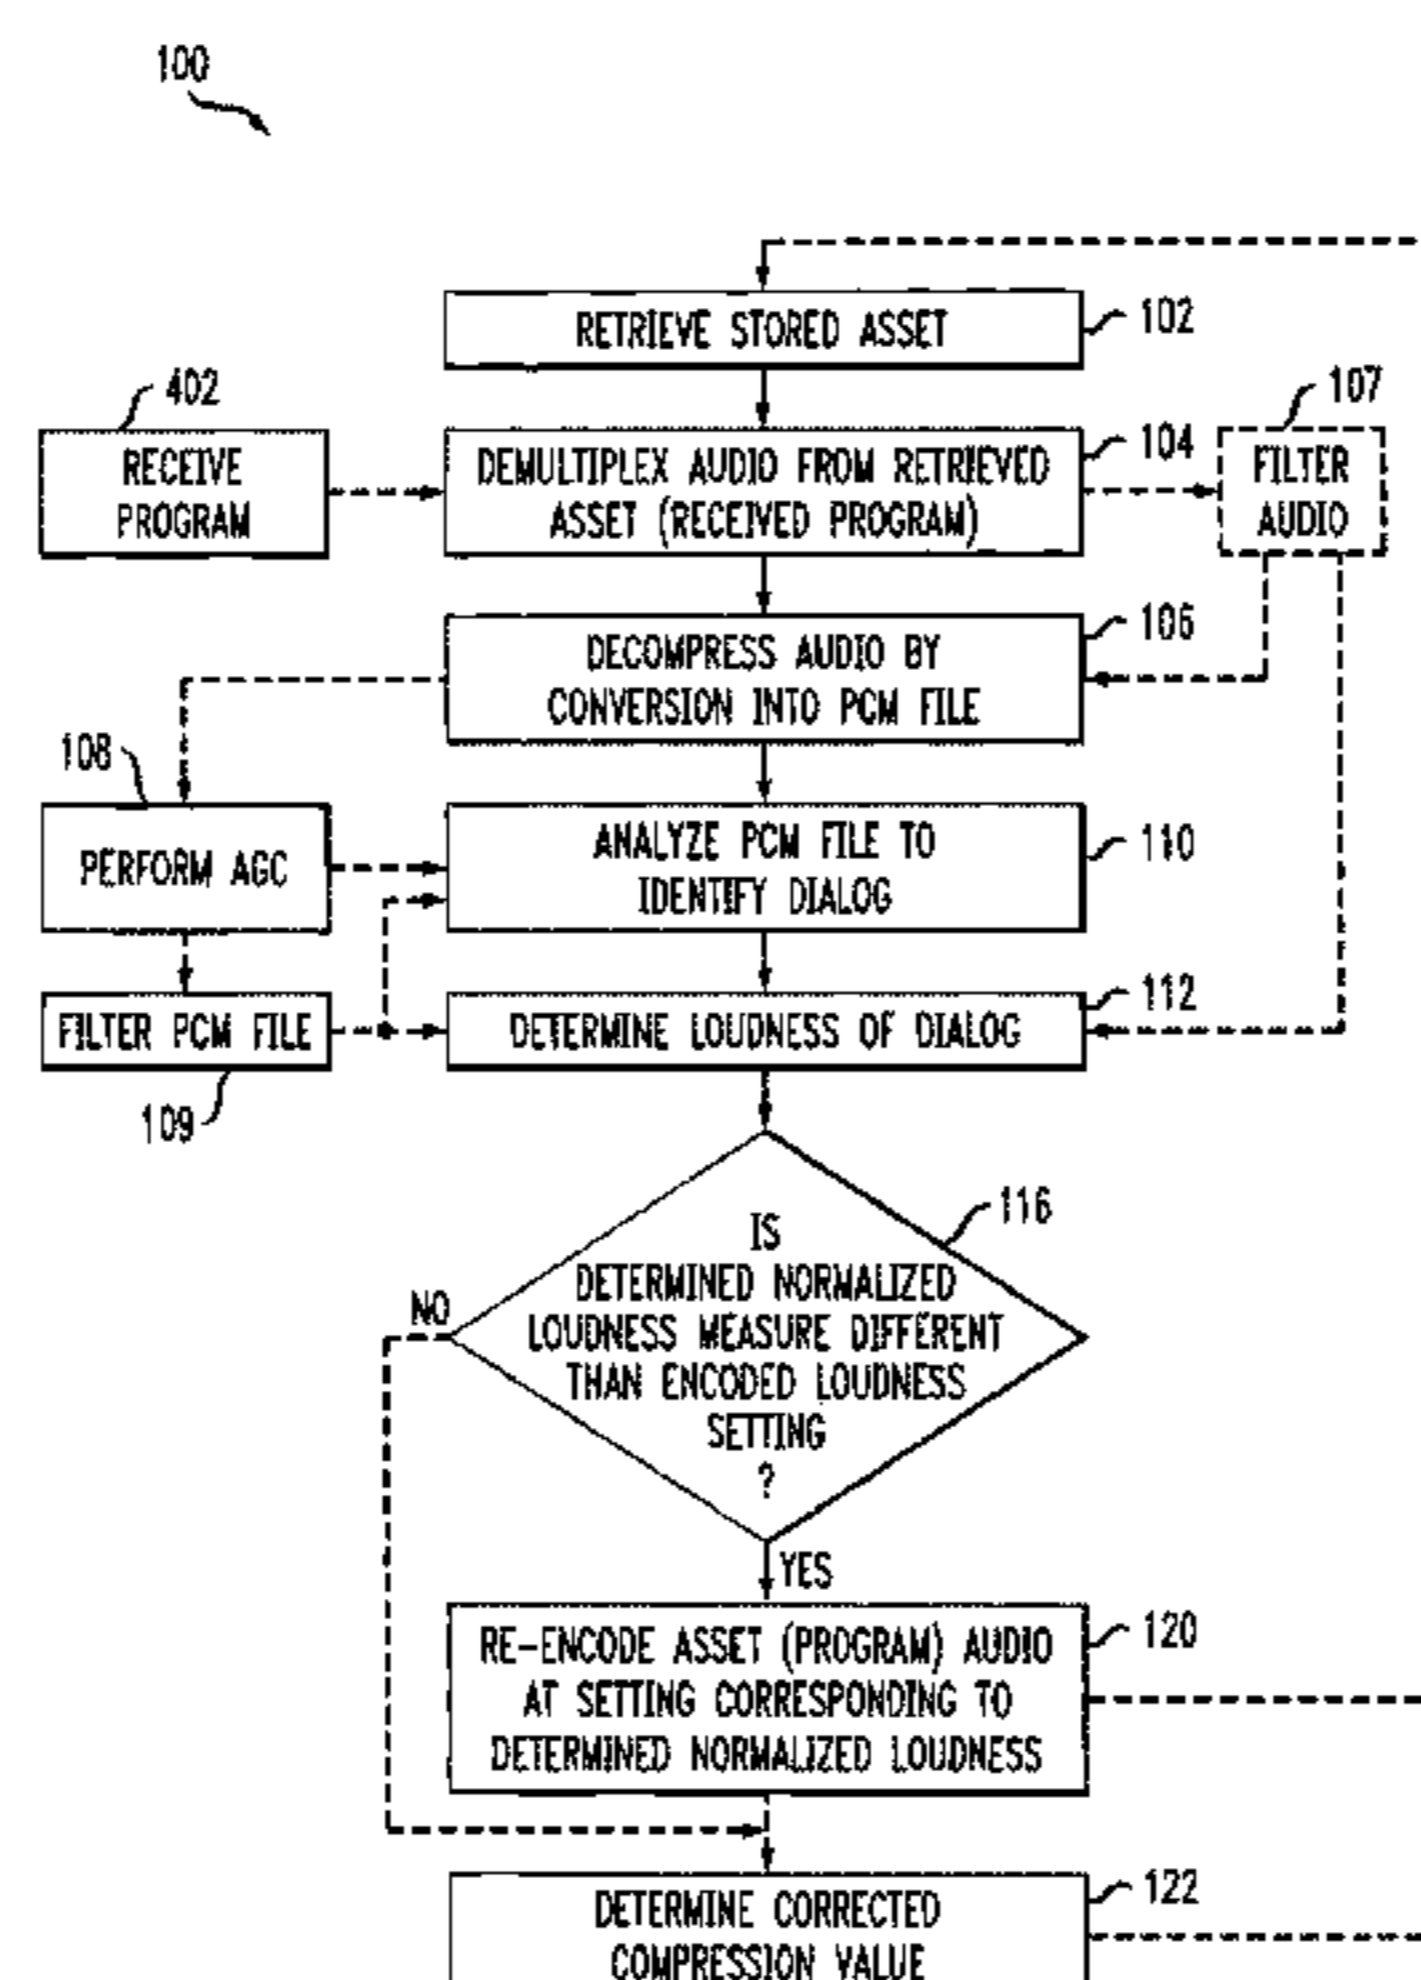 100
RETRIEVE STORED ASSET
102
402
RECEIVE
PROGRAM
DEMULTIPLEX AUDIO FROM RETRIEVED
ASSET (RECEIVED PROGRAM)
104
107
FILTER
AUDIO
DECOMPRESS AUDIO BY
CONVERSION INTO PCM FILE
106
108
PERFORM AGC
ANALYZE PCM FILE TO
IDENTIFY DIALOG
110
FILTER PCM FILE
109
DETERMINE LOUDNESS OF DIALOG
112
IS
DETERMINED NORMALIZED
LOUDNESS MEASURE DIFFERENT
THAN ENCODED LOUDNESS
SETTING
?
116
NO
YES
RE-ENCODE ASSET (PROGRAM) AUDIO
AT SETTING CORRESPONDING TO
DETERMINED NORMALIZED LOUDNESS
120
DETERMINE CORRECTED
COMPRESSION VALUE
122